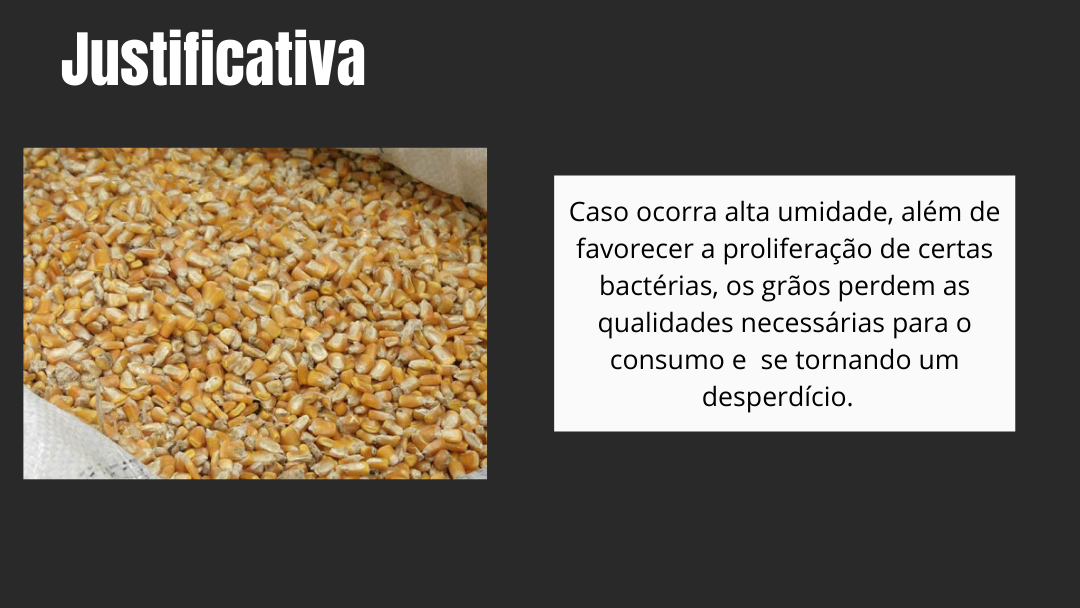 Justificativa
Caso ocorra alta umidade, além de
favorecer a proliferação de certas
bactérias, os grãos perdem as
qualidades necessárias para o
consumo e  se tornando um
desperdício.